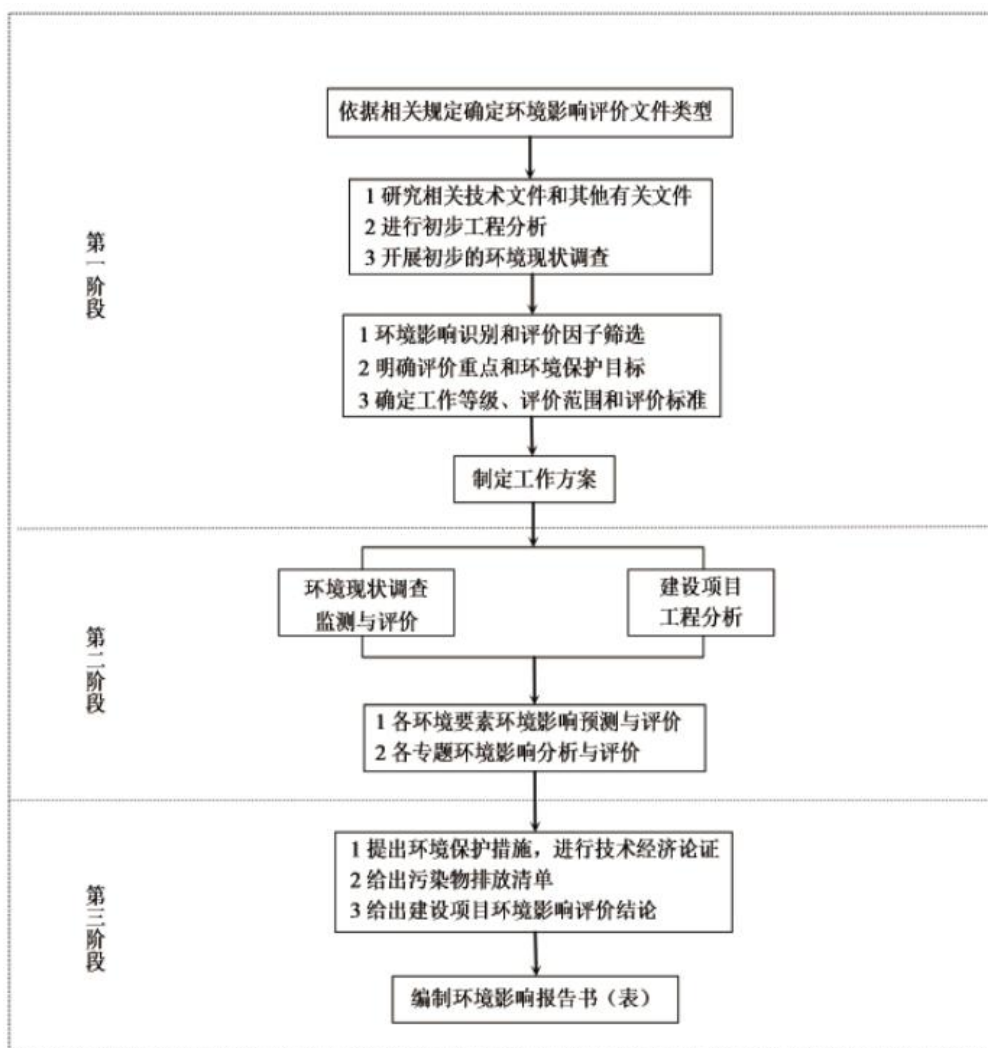 依据相关规定确定环境影响评价文件类型
1 研究相关技术文件和其他有关文件
2 进行初步工程分析
3 开展初步的环境现状调查
第一阶段
1 环境影响识别和评价因子筛选
2 明确评价重点和环境保护目标
3 确定工作等级、评价范围和评价标准
制定工作方案
环境现状调查
监测与评价
建设项目
工程分析
第二阶段
1 各环境要素环境影响预测与评价
2 各专题环境影响分析与评价
1 提出环境保护措施，进行技术经济论证
2 给出污染物排放清单
3 给出建设项目环境影响评价结论
第三阶段
编制环境影响报告书（表）